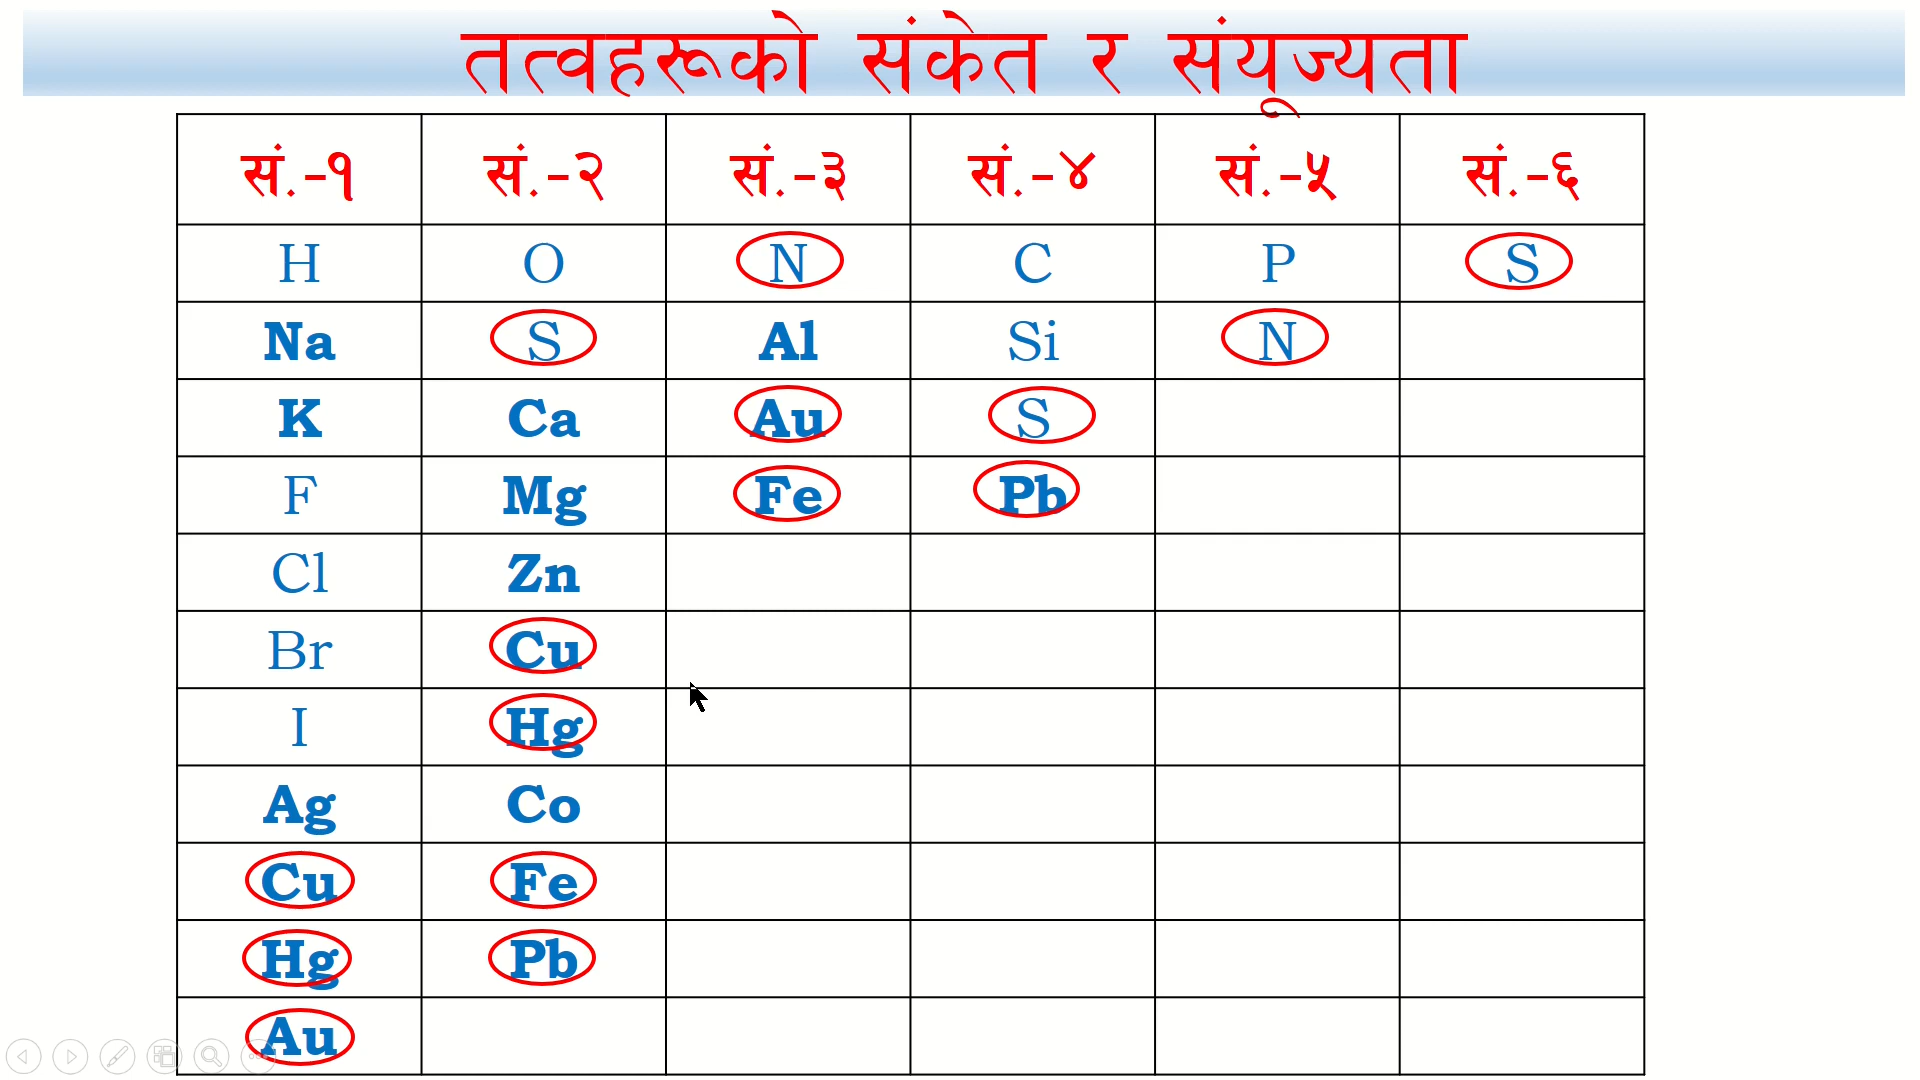 तत्वहरूको संकेत र संयूज्यता
सं.-१ सं.-२ सं.-३ सं.-४ सं.-५ सं.-६
H O N C P S
Na S Al Si N
K Ca Au S
F Mg Fe Pb
Cl Zn
Br Cu
I Hg
Ag Co
Cu Fe
Hg Pb
Au